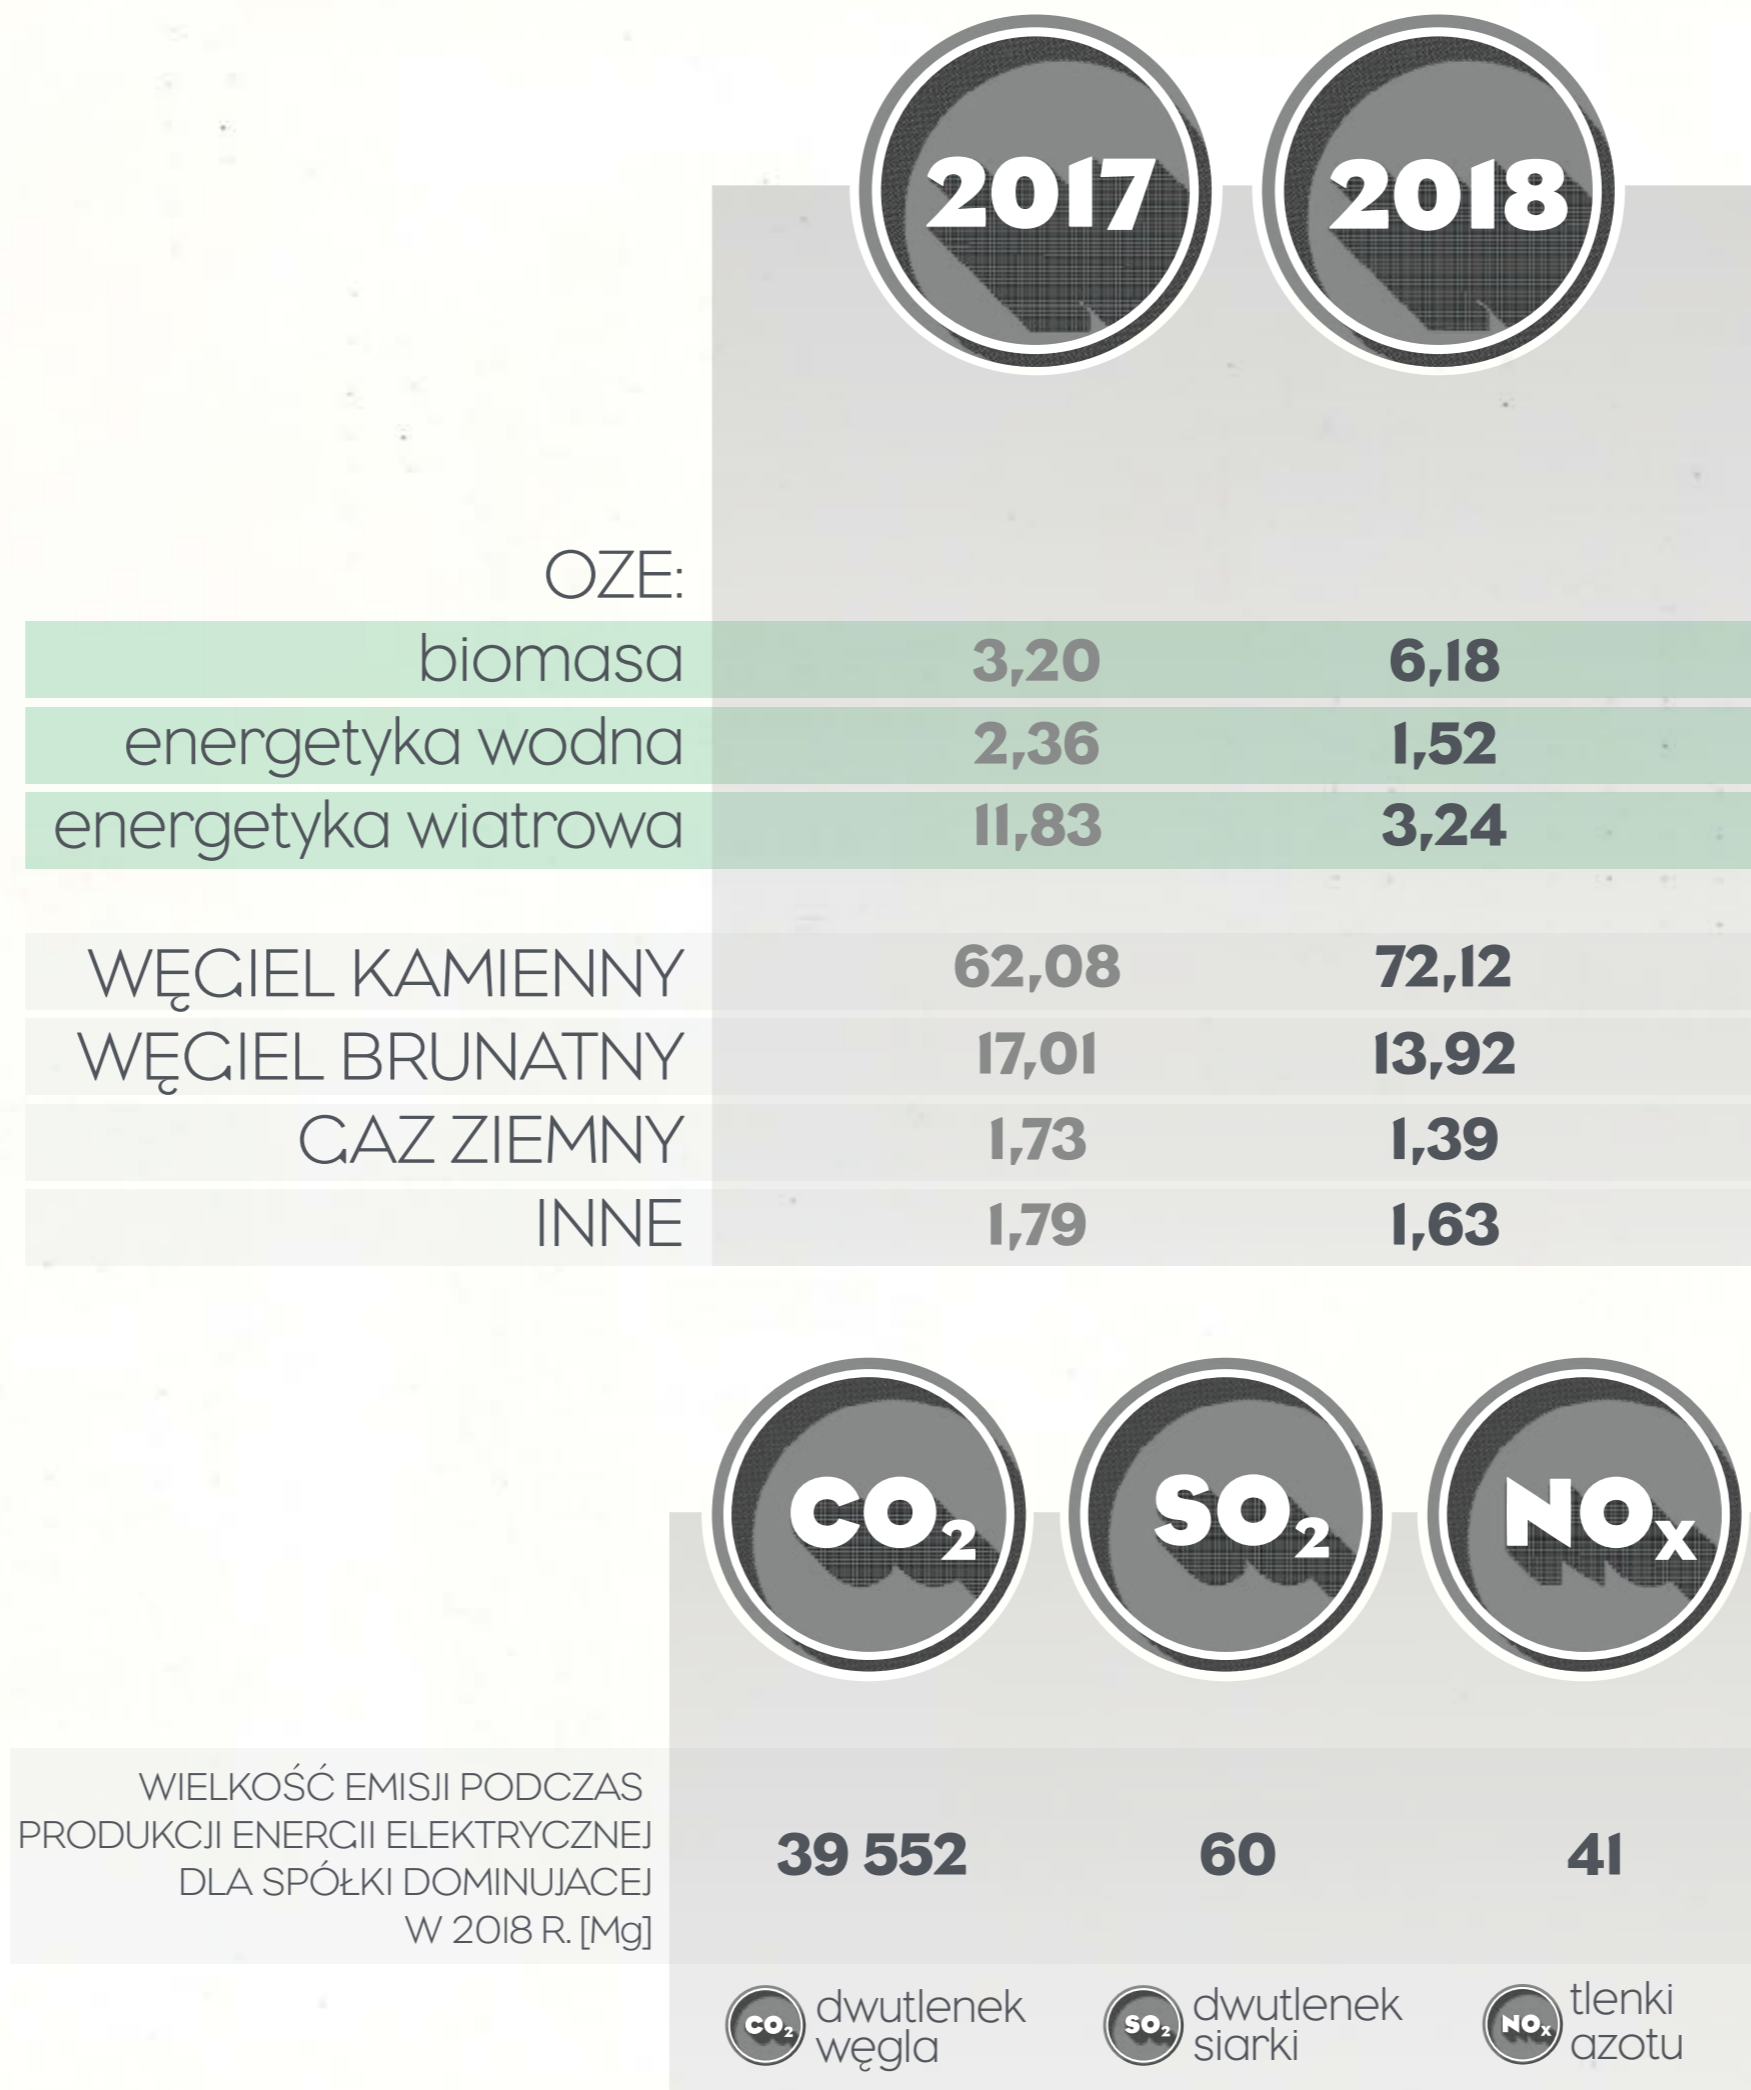 2017 2018
OZE:
biomasa 3,20 6,18
energetyka wodna 2,36 1,52
energetyka wiatrowa 11,83 3,24
WĘGIEL KAMIENNY 62,08 72,12
WĘGIEL BRUNATNY 17,01 13,92
GAZ ZIEMNY 1,73 1,39
INNE 1,79 1,63
CO₂ SO₂ NOₓ
WIELKOŚĆ EMISJI PODCZAS
PRODUKCJI ENERGII ELEKTRYCZNEJ
DLA SPÓŁKI DOMINUJACEJ
W 2018 R. [Mg]
39 552 60 41
CO₂ dwutlenek
węgla
SO₂ dwutlenek
siarki
NOₓ tlenki
azotu